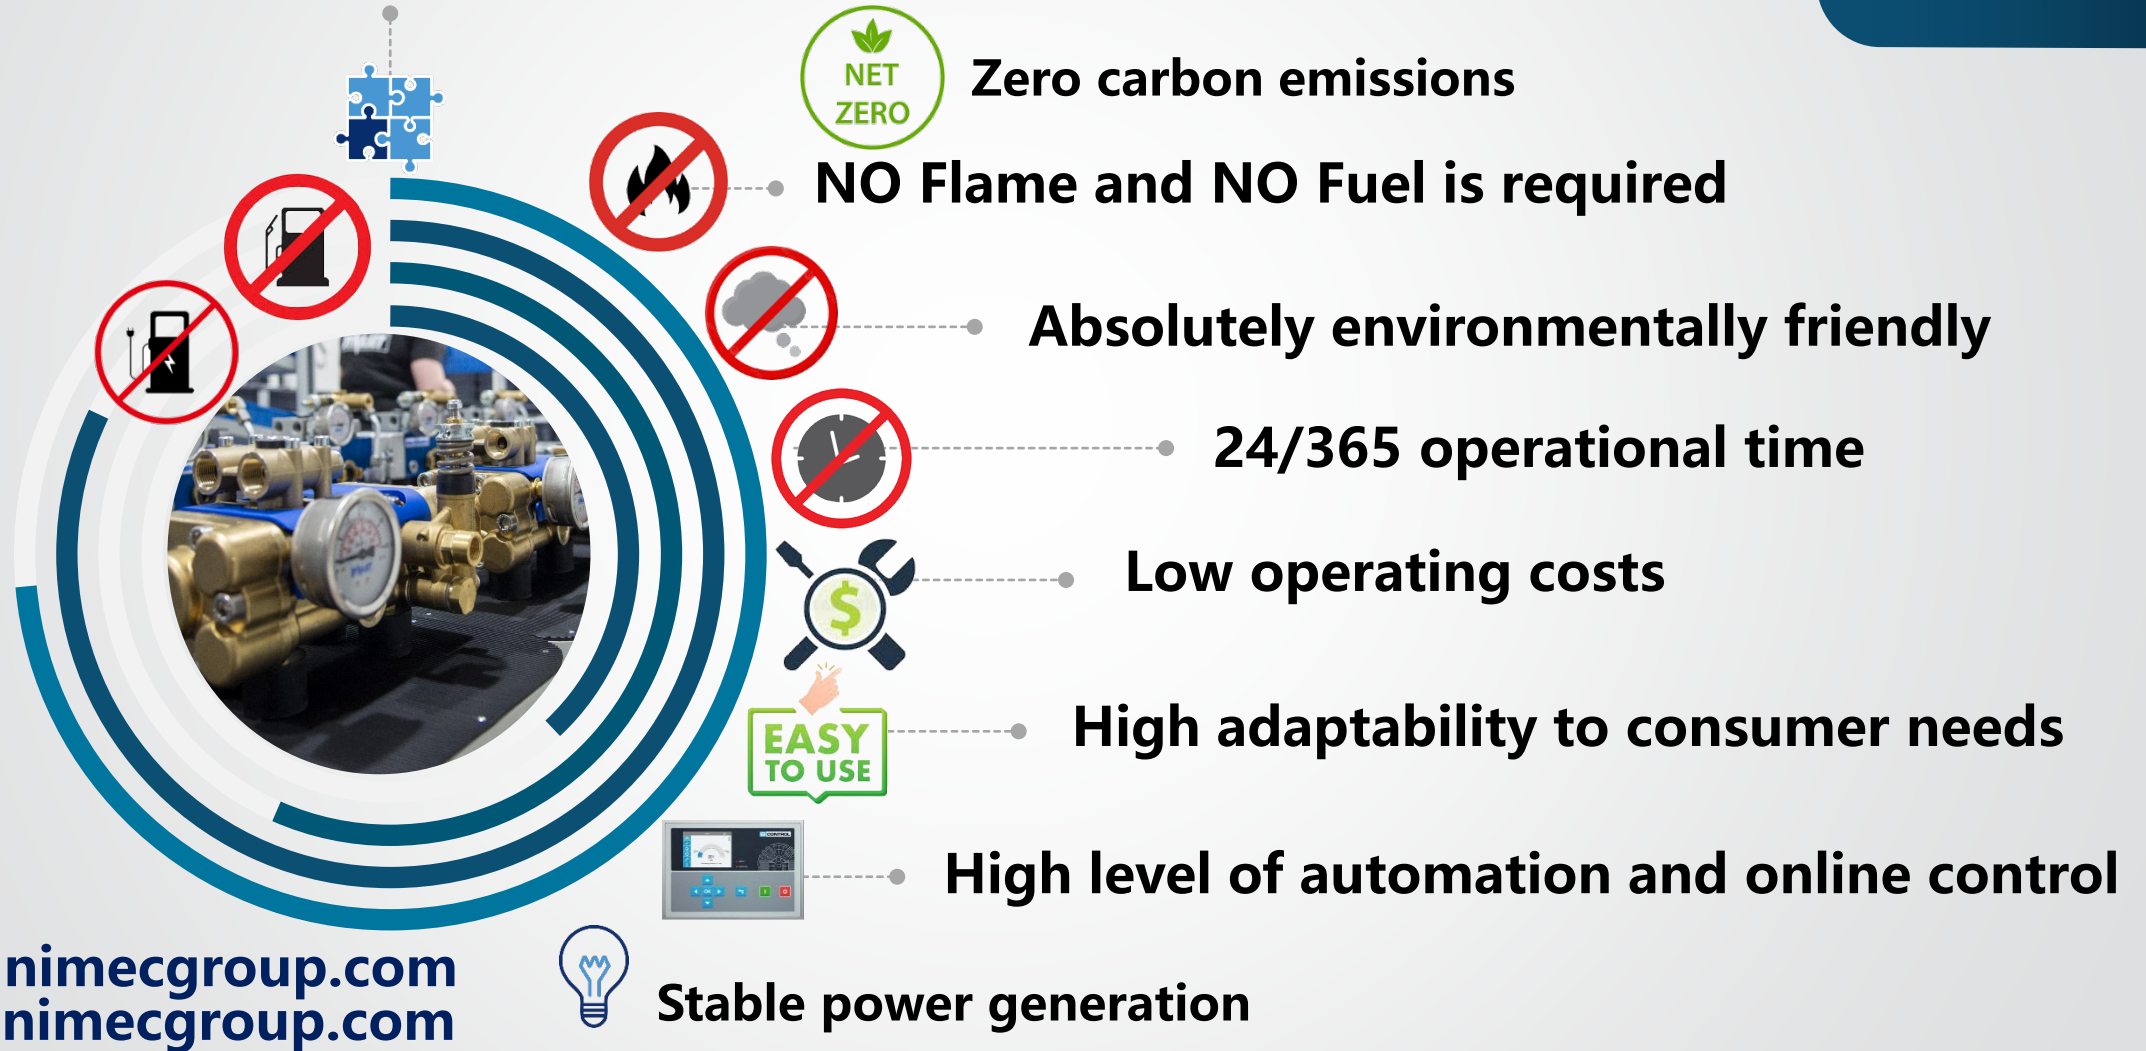 NET
ZERO
Zero carbon emissions
NO Flame and NO Fuel is required
Absolutely environmentally friendly
24/365 operational time
Low operating costs
EASY
TO USE
High adaptability to consumer needs
CONTROL
OK
High level of automation and online control
Stable power generation
nimecgroup.com
nimecgroup.com